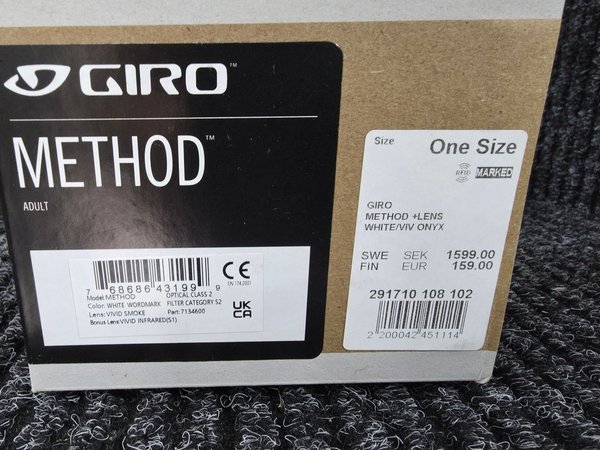 GIRO™
METHOD™
ADULT
7 68686 43199 9
CE
EN 174:2001
Model:METHOD OPTICAL CLASS 2
Color: WHITE WORDMARK FILTER CATEGORY S2
Lens: VIVID SMOKE Part: 7134600
Bonus Lens:VIVID INFRARED(S1)
UK
CA
Size One Size
RFID MARKED
GIRO
METHOD +LENS
WHITE/VIV ONYX
SWE SEK 1599.00
FIN EUR 159.00
291710 108 102
2 200042 451114